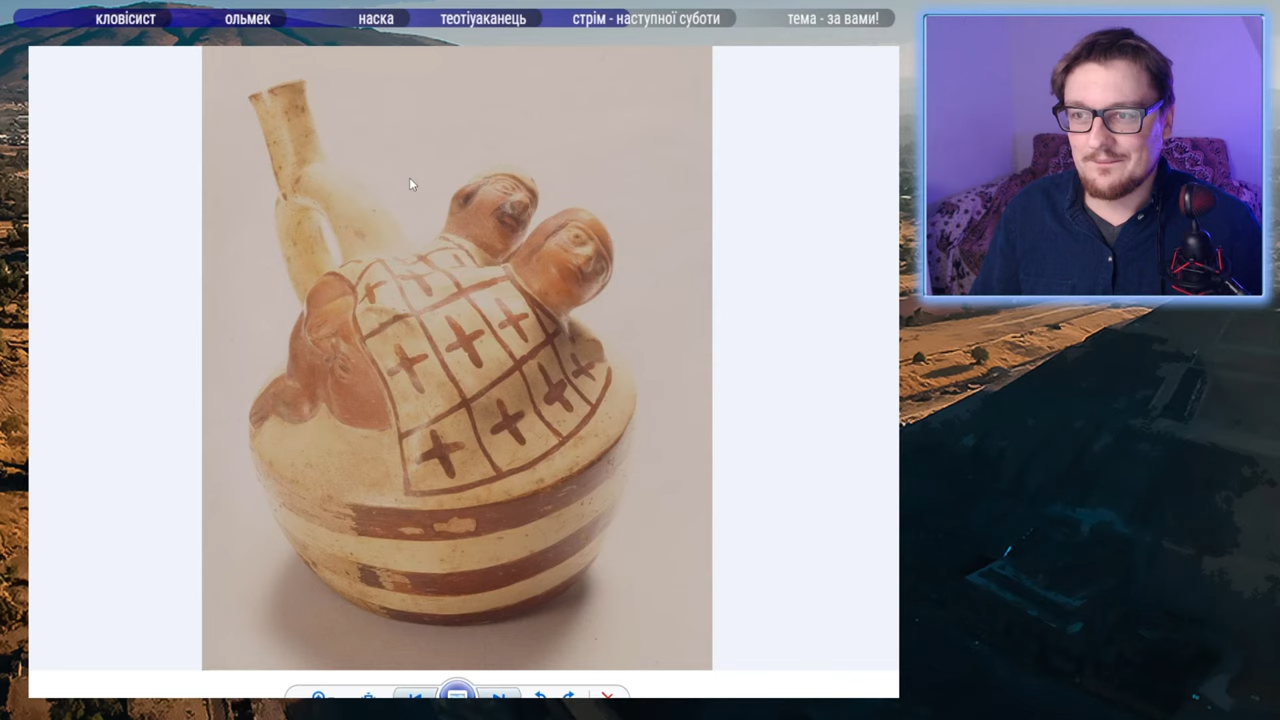 кловісист ольмек наска теотіуаканець стрім - наступної суботи тема - за вами!